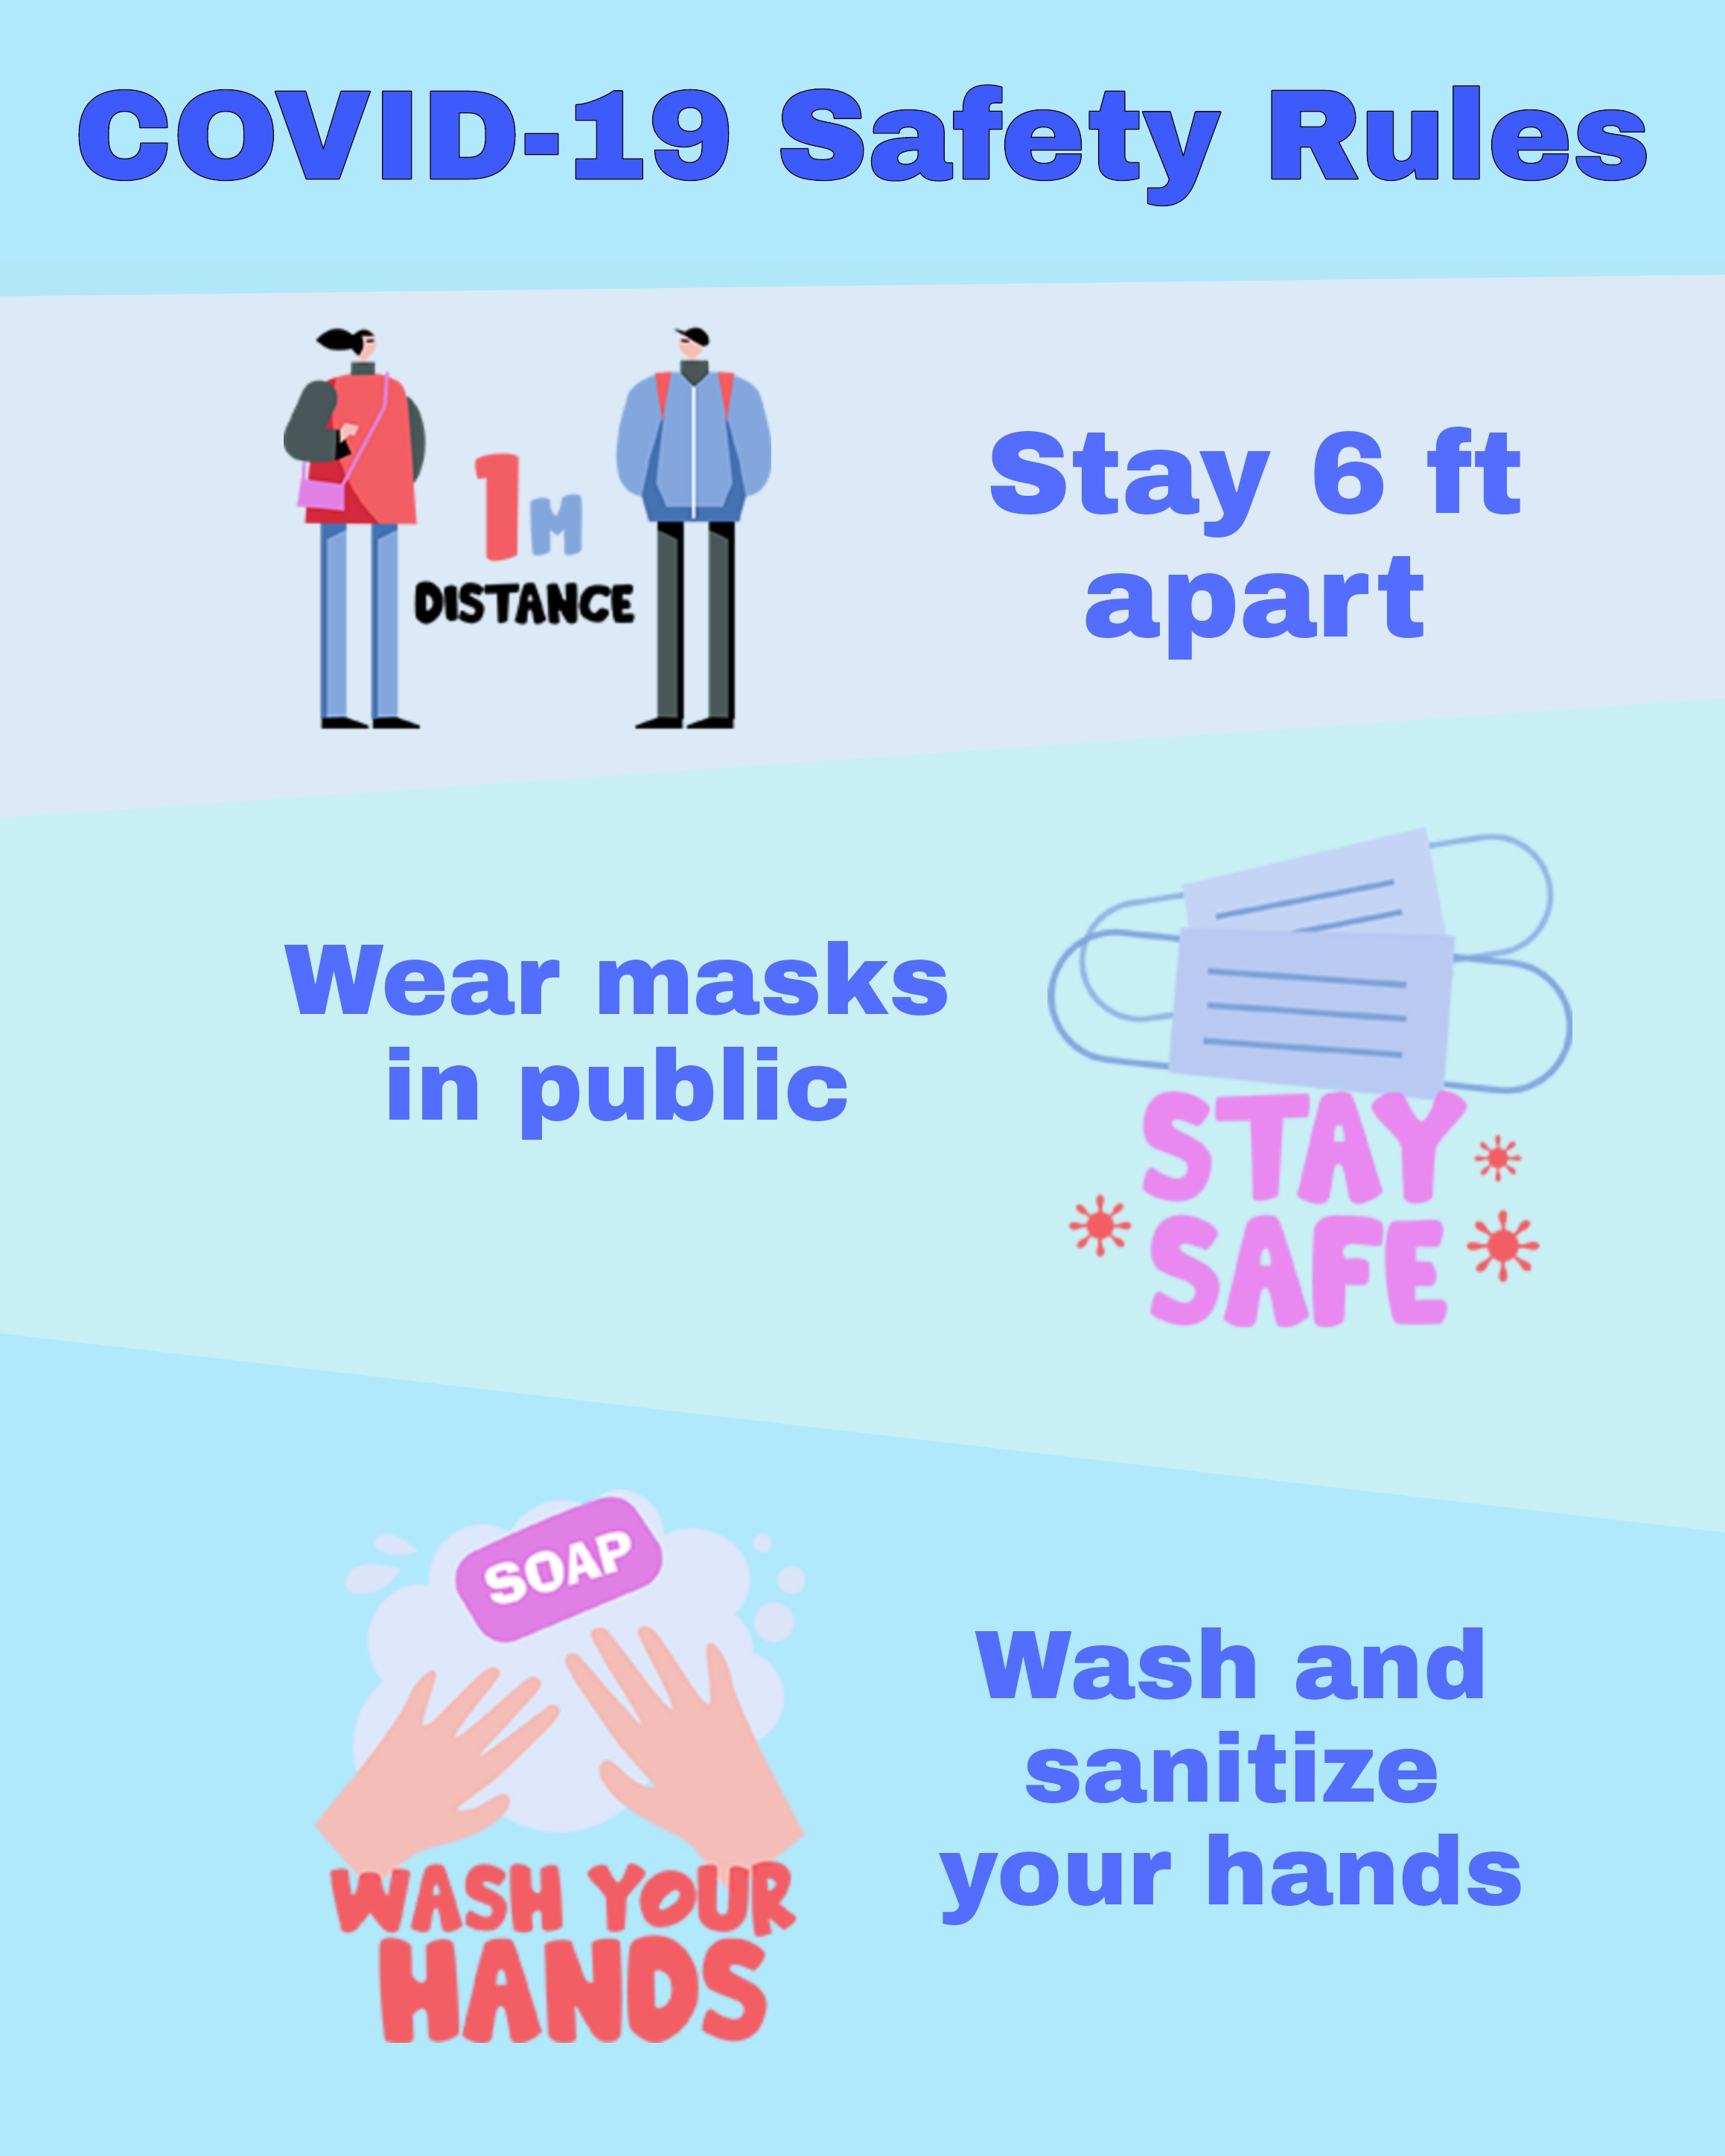 COVID-19 Safety Rules
1M
DISTANCE
Stay 6 ft
apart
Wear masks
in public
STAY
SAFE
SOAP
WASH YOUR
HANDS
Wash and
sanitize
your hands